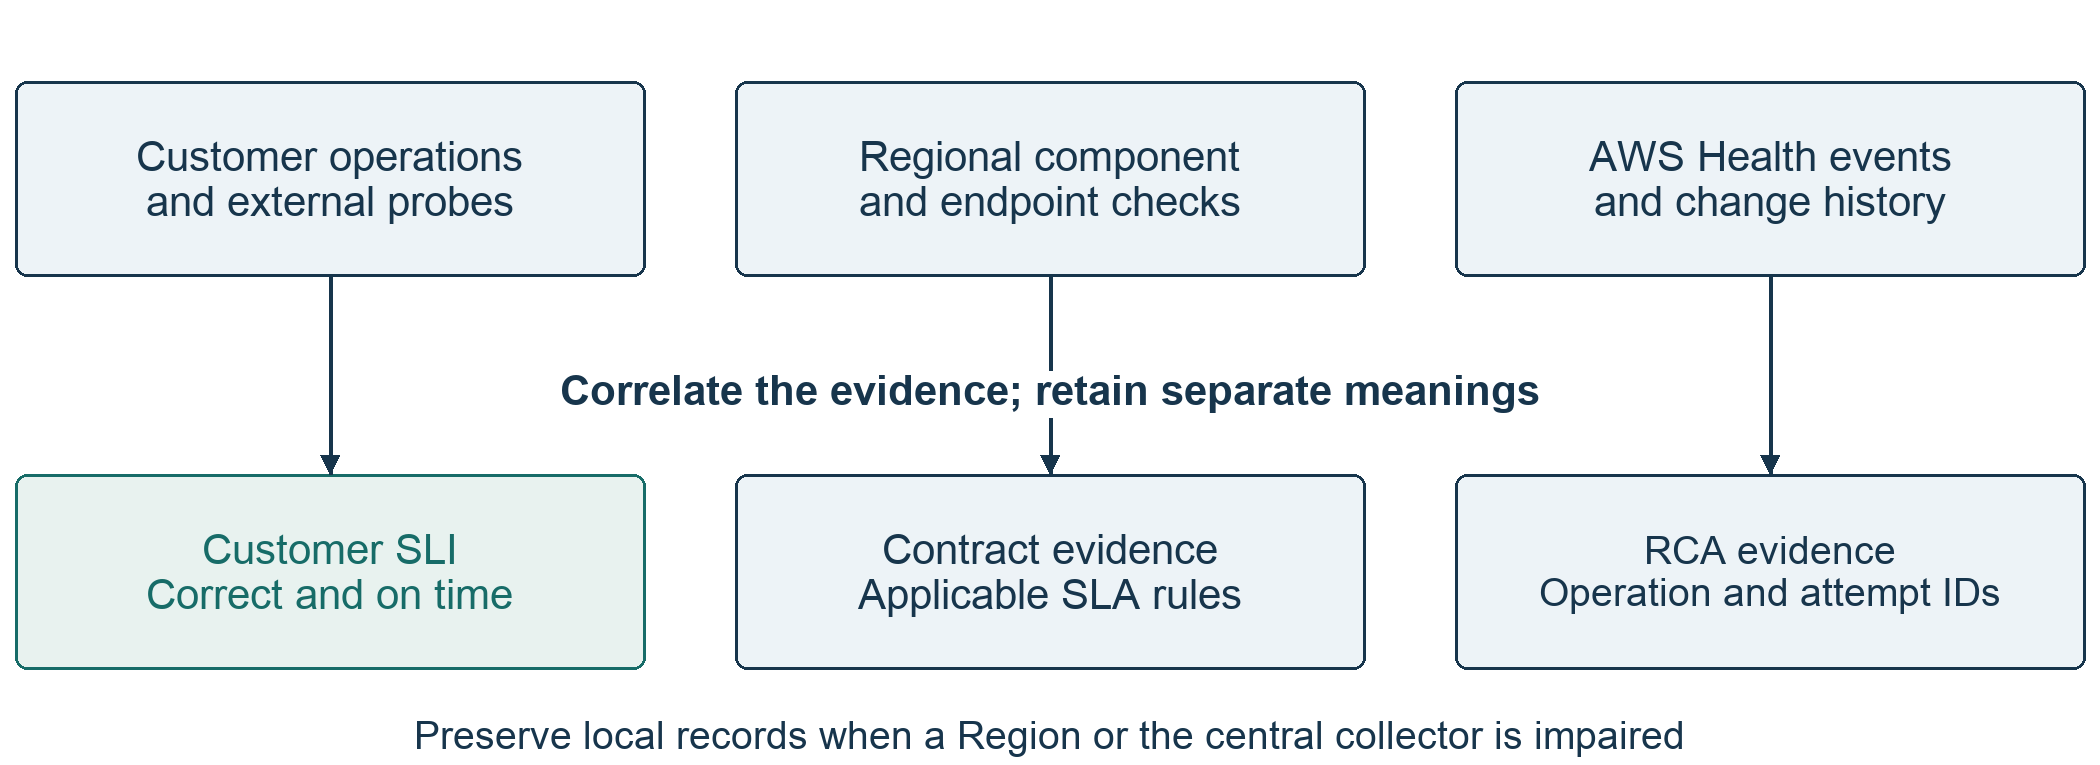 Customer operations
and external probes
Regional component
and endpoint checks
AWS Health events
and change history
Correlate the evidence; retain separate meanings
Customer SLI
Correct and on time
Contract evidence
Applicable SLA rules
RCA evidence
Operation and attempt IDs
Preserve local records when a Region or the central collector is impaired